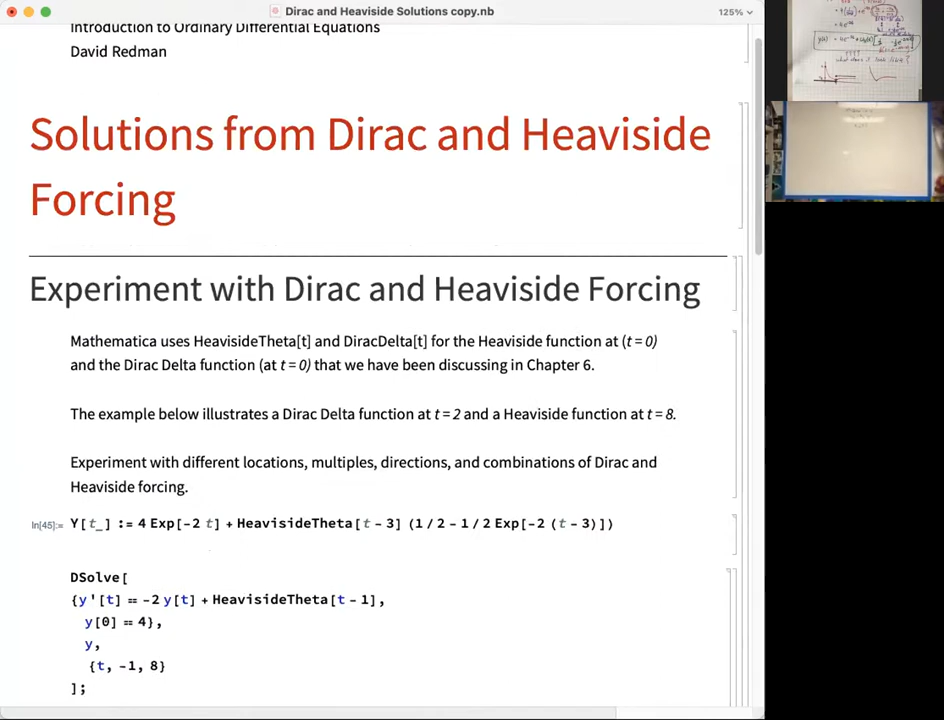 Dirac and Heaviside Solutions copy.nb
125%
Introduction to Ordinary Differential Equations
David Redman
Solutions from Dirac and Heaviside
Forcing
Experiment with Dirac and Heaviside Forcing
Mathematica uses HeavisideTheta[t] and DiracDelta[t] for the Heaviside function at (t = 0)
and the Dirac Delta function (at t = 0) that we have been discussing in Chapter 6.
The example below illustrates a Dirac Delta function at t = 2 and a Heaviside function at t = 8.
Experiment with different locations, multiples, directions, and combinations of Dirac and
Heaviside forcing.
In[45]:= Y[t_] := 4 Exp[-2 t] + HeavisideTheta[t - 3] (1 / 2 - 1 / 2 Exp[-2 (t - 3)])
DSolve[
{y'[t] == -2 y[t] + HeavisideTheta[t - 1],
y[0] == 4},
y,
{t, -1, 8}
];